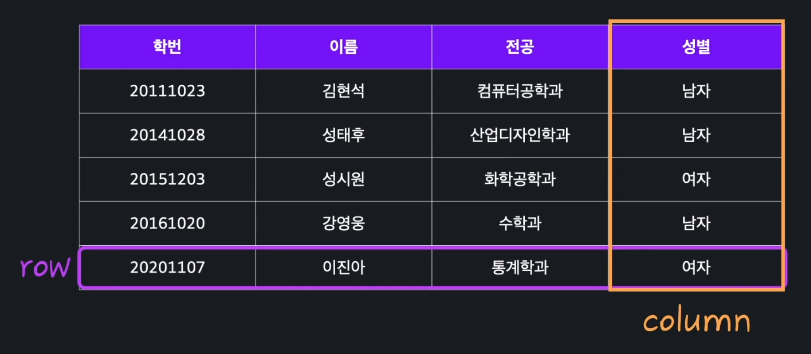 학번 이름 전공 성별
20111023 김현석 컴퓨터공학과 남자
20141028 성태후 산업디자인학과 남자
20151203 성시원 화학공학과 여자
20161020 강영웅 수학과 남자
row 20201107 이진아 통계학과 여자
column